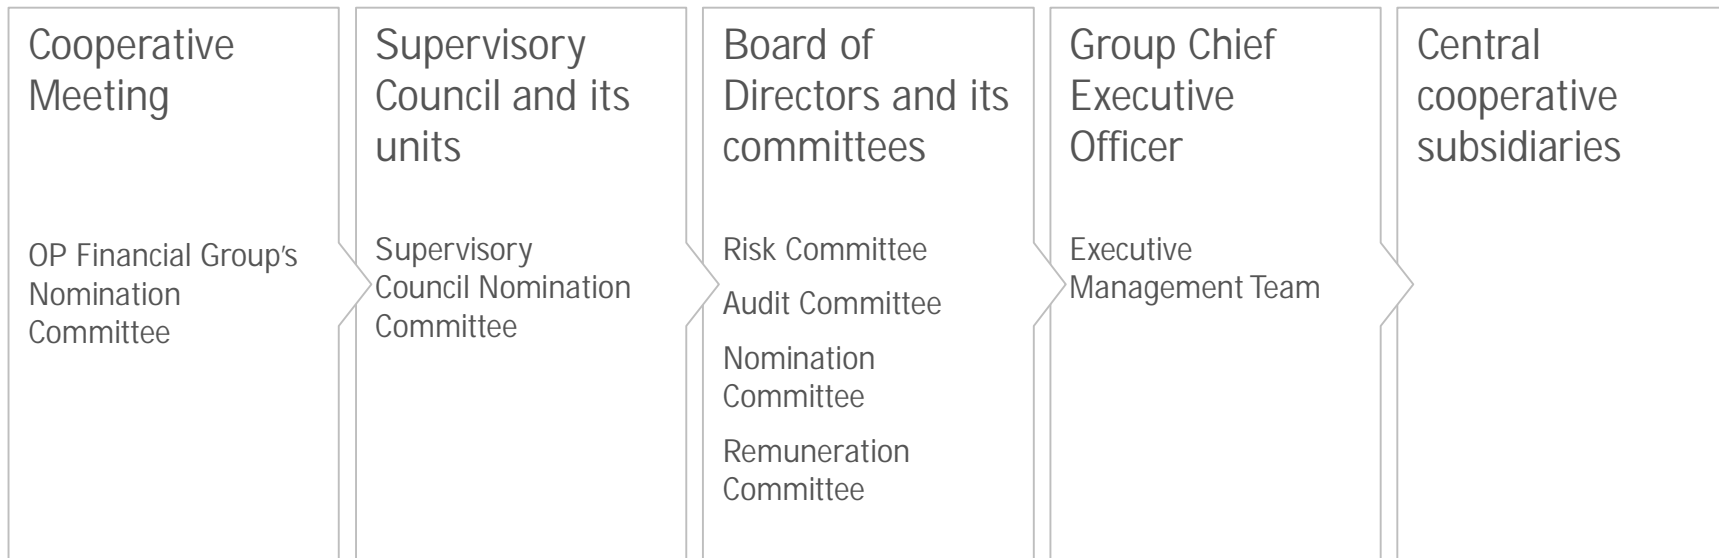 Cooperative
Meeting
OP Financial Group's
Nomination
Committee
Supervisory
Council and its
units
Supervisory
Council Nomination
Committee
Board of
Directors and its
committees
Risk Committee
Audit Committee
Nomination
Committee
Remuneration
Committee
Group Chief
Executive
Officer
Executive
Management Team
Central
cooperative
subsidiaries